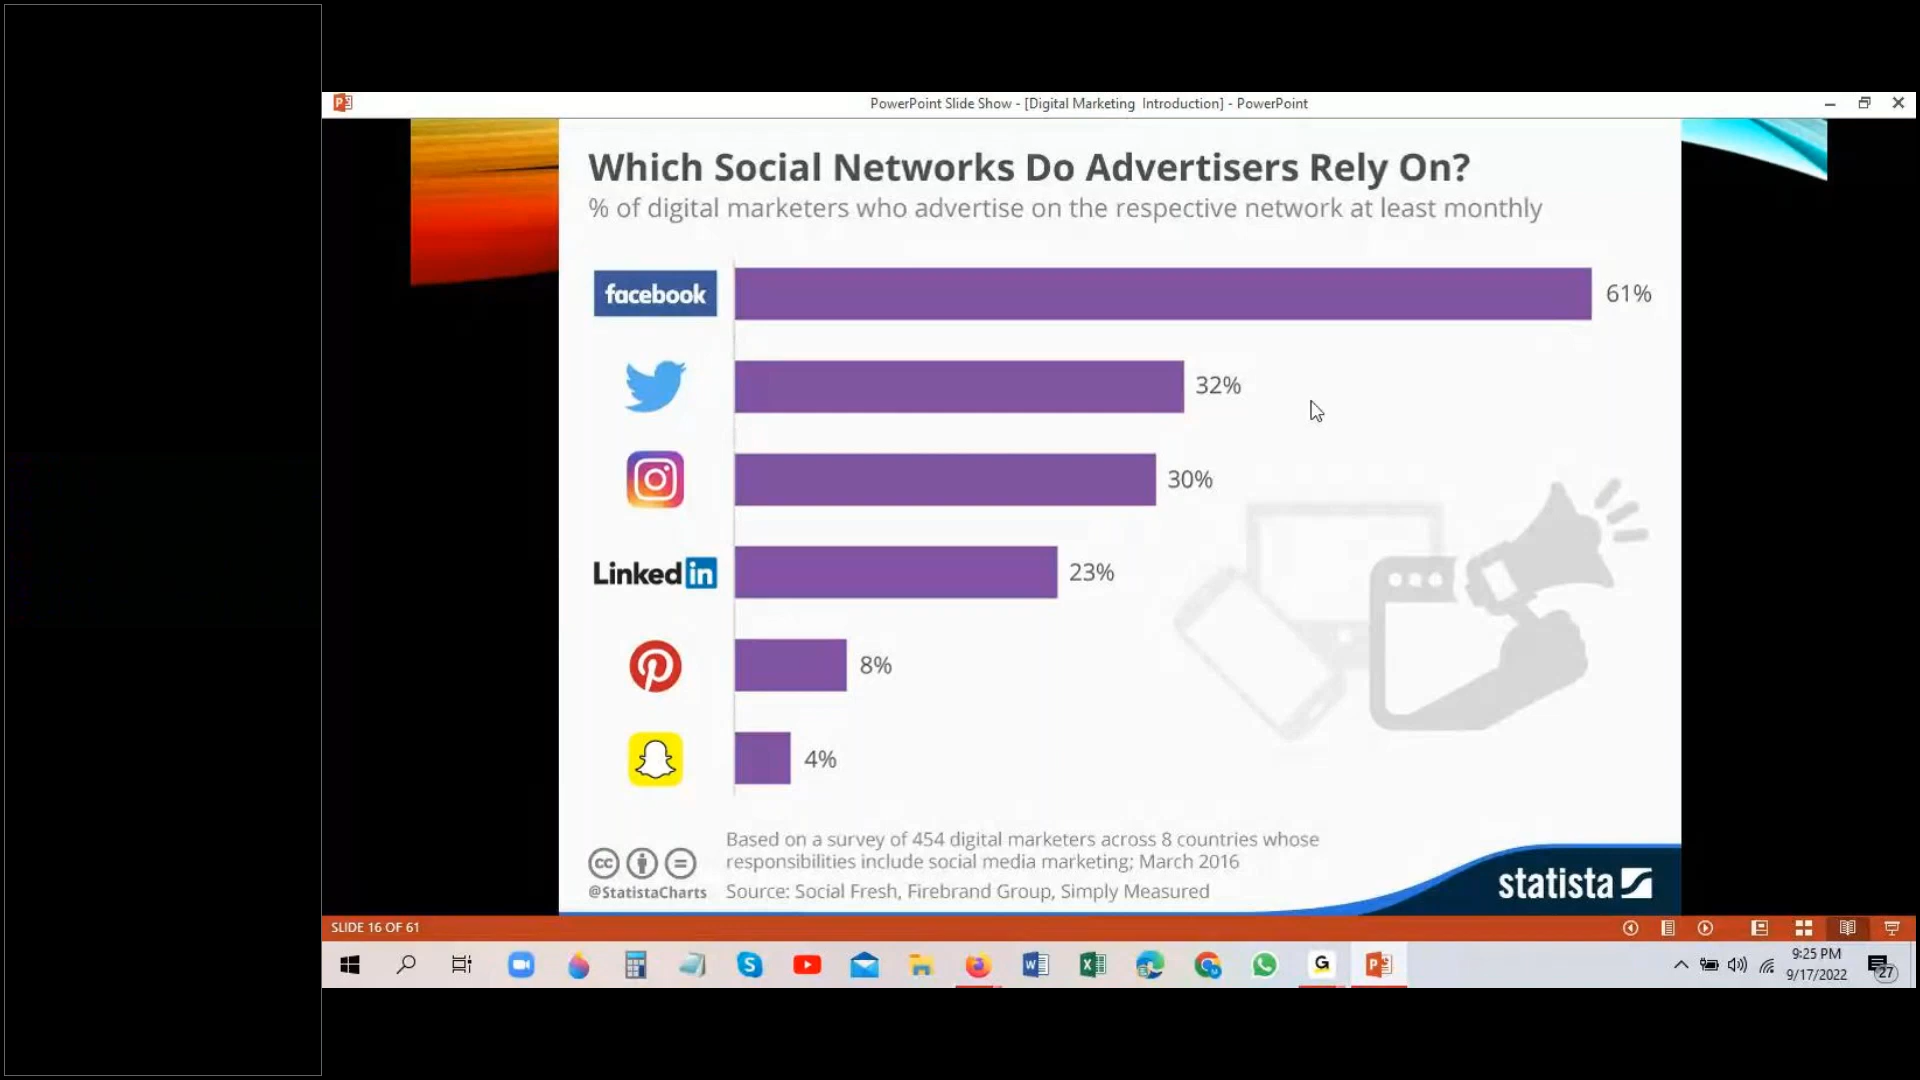 PowerPoint Slide Show - [Digital Marketing  Introduction] - PowerPoint
Which Social Networks Do Advertisers Rely On?
% of digital marketers who advertise on the respective network at least monthly
facebook
61%
32%
30%
Linkedin
23%
8%
4%
Based on a survey of 454 digital marketers across 8 countries whose
responsibilities include social media marketing; March 2016
cc
@StatistaCharts
Source: Social Fresh, Firebrand Group, Simply Measured
statista
SLIDE 16 OF 61
9:25 PM
9/17/2022
27